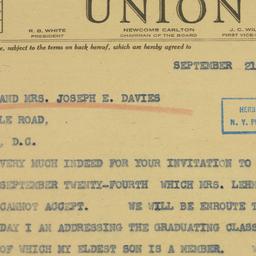 UNION
R. B. WHITE
PRESIDENT
NEWCOMB CARLTON
CHAIRMAN OF THE BOARD
J. C. WIL
FIRST VICE-
e, subject to the terms on back hereof, which are hereby agreed to
SEPTEMBER 21
AND MRS. JOSEPH E. DAVIES
LE ROAD,
, D.C.
HERB
N. Y. P
VERY MUCH INDEED FOR YOUR INVITATION TO
SEPTEMBER TWENTY-FOURTH WHICH MRS. LEHM
CANNOT ACCEPT. WE WILL BE ENROUTE T
DAY I AM ADDRESSING THE GRADUATING CLASS
OF WHICH MY ELDEST SON IS A MEMBER. W